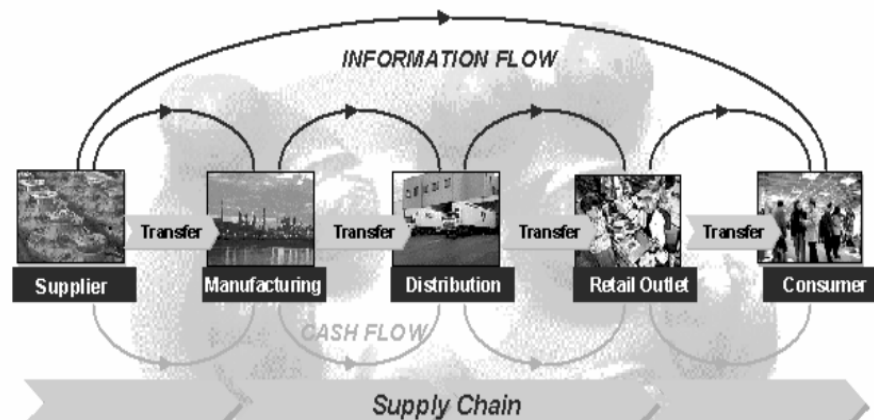 INFORMATION FLOW
Transfer
Transfer
Transfer
Transfer
Supplier
Manufacturing
Distribution
Retail Outlet
Consumer
CASH FLOW
Supply Chain